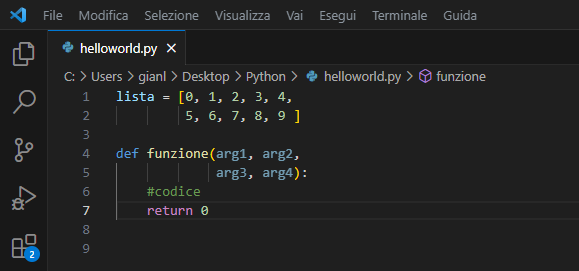 File Modifica Selezione Visualizza Vai Esegui Terminale Guida
helloworld.py ×
C: > Users > gianl > Desktop > Python > helloworld.py > funzione
1 lista = [0, 1, 2, 3, 4,
2 5, 6, 7, 8, 9 ]
3
4 def funzione(arg1, arg2,
5 arg3, arg4):
6 #codice
7 return 0
8
9
2